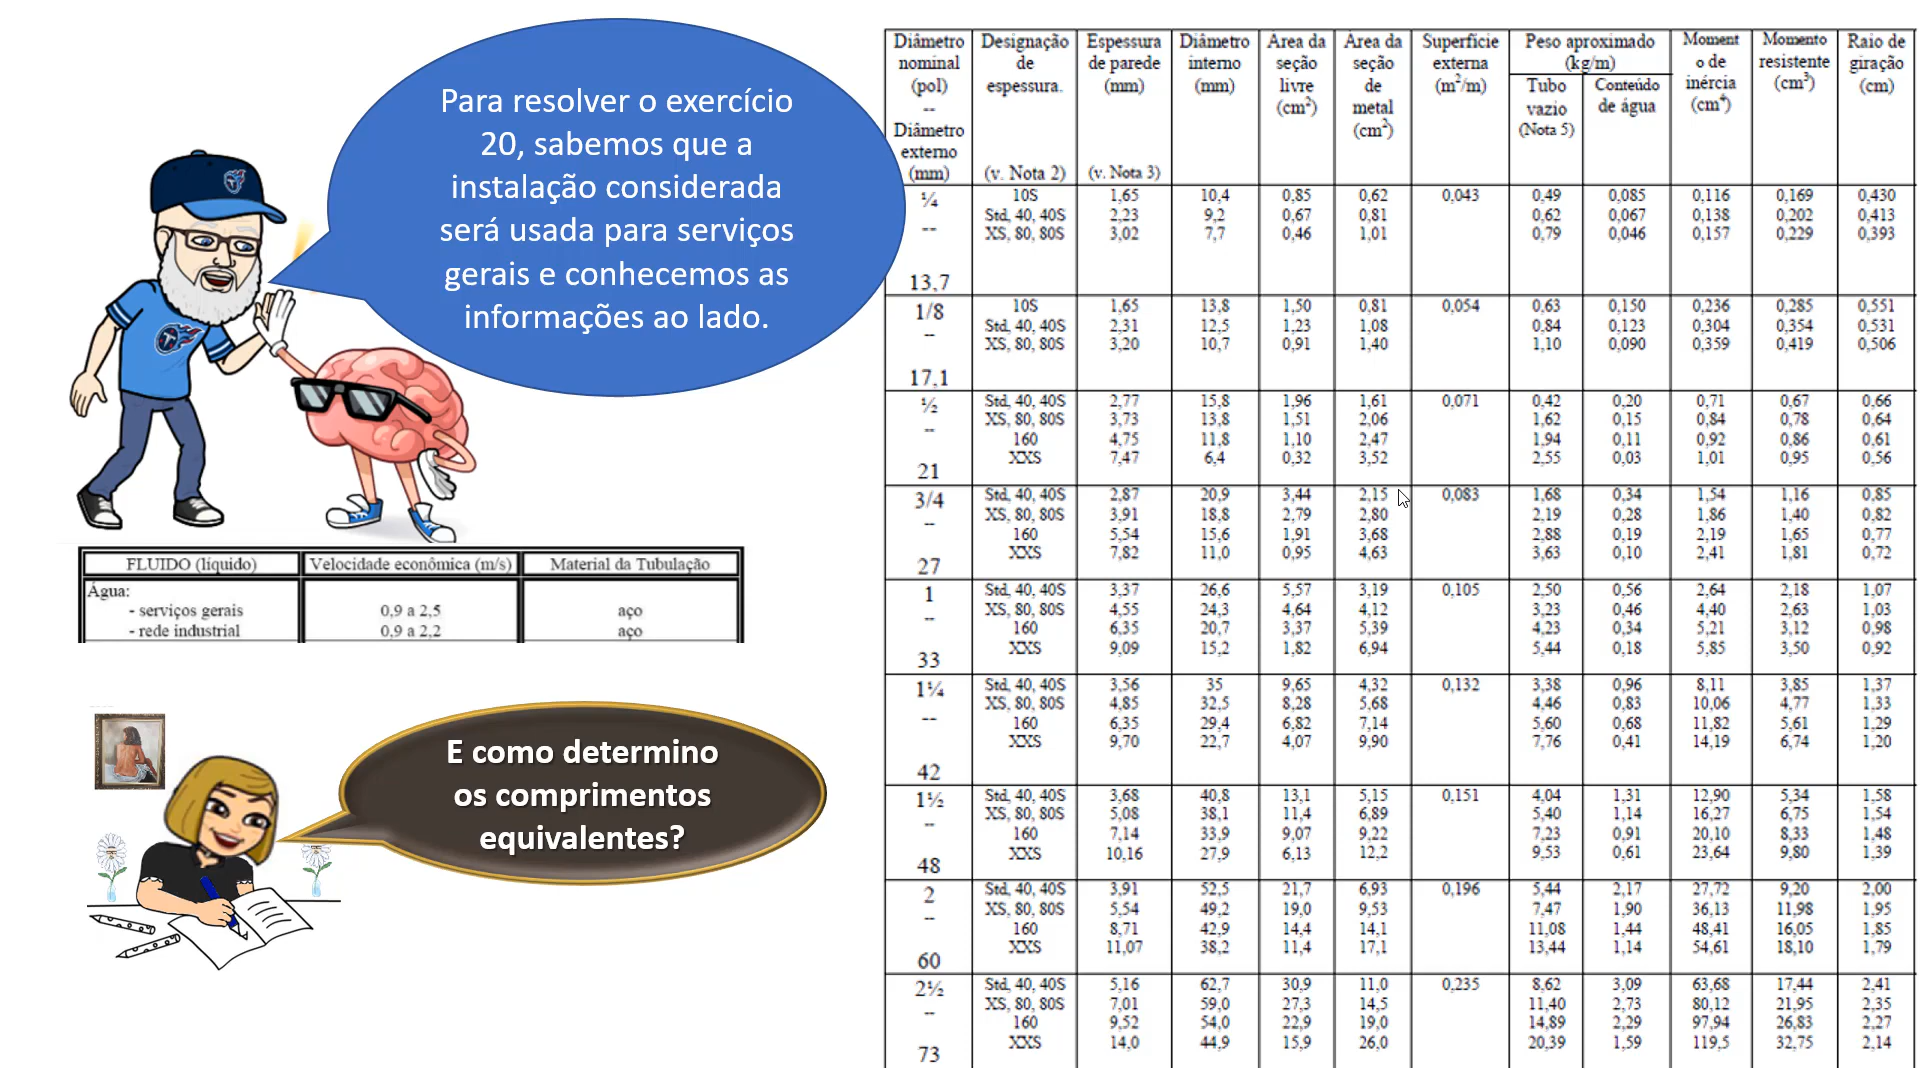 Para resolver o exercício
20, sabemos que a
instalação considerada
será usada para serviços
gerais e conhecemos as
informações ao lado.
FLUIDO (líquido) Velocidade econômica (m/s) Material da Tubulação
Água:
- serviços gerais 0,9 a 2,5 aço
- rede industrial 0,9 a 2,2 aço
E como determino
os comprimentos
equivalentes?
Diâmetro nominal (pol) -- Diâmetro externo (mm) Designação de espessura. (v. Nota 2) Espessura de parede (mm) (v. Nota 3) Diâmetro interno (mm) Área da seção livre (cm²) Área da seção de metal (cm²) Superfície externa (m²/m) Peso aproximado (kg/m) Tubo vazio (Nota 5) Conteúdo de água Moment o de inércia (cm⁴) Momento resistente (cm³) Raio de giração (cm)
¼ 10S 1,65 10,4 0,85 0,62 0,043 0,49 0,085 0,116 0,169 0,430
-- Std, 40, 40S 2,23 9,2 0,67 0,81 0,62 0,067 0,138 0,202 0,413
XS, 80, 80S 3,02 7,7 0,46 1,01 0,79 0,046 0,157 0,229 0,393
13,7
1/8 10S 1,65 13,8 1,50 0,81 0,054 0,63 0,150 0,236 0,285 0,551
-- Std, 40, 40S 2,31 12,5 1,23 1,08 0,84 0,123 0,304 0,354 0,531
XS, 80, 80S 3,20 10,7 0,91 1,40 1,10 0,090 0,359 0,419 0,506
17,1
½ Std, 40, 40S 2,77 15,8 1,96 1,61 0,071 0,42 0,20 0,71 0,67 0,66
-- XS, 80, 80S 3,73 13,8 1,51 2,06 1,62 0,15 0,84 0,78 0,64
160 4,75 11,8 1,10 2,47 1,94 0,11 0,92 0,86 0,61
XXS 7,47 6,4 0,32 3,52 2,55 0,03 1,01 0,95 0,56
21
3/4 Std, 40, 40S 2,87 20,9 3,44 2,15 0,083 1,68 0,34 1,54 1,16 0,85
-- XS, 80, 80S 3,91 18,8 2,79 2,80 2,19 0,28 1,86 1,40 0,82
160 5,54 15,6 1,91 3,68 2,88 0,19 2,19 1,65 0,77
XXS 7,82 11,0 0,95 4,63 3,63 0,10 2,41 1,81 0,72
27
1 Std, 40, 40S 3,37 26,6 5,57 3,19 0,105 2,50 0,56 2,64 2,18 1,07
-- XS, 80, 80S 4,55 24,3 4,64 4,12 3,23 0,46 4,40 2,63 1,03
160 6,35 20,7 3,37 5,39 4,23 0,34 5,21 3,12 0,98
XXS 9,09 15,2 1,82 6,94 5,44 0,18 5,85 3,50 0,92
33
1¼ Std, 40, 40S 3,56 35 9,65 4,32 0,132 3,38 0,96 8,11 3,85 1,37
-- XS, 80, 80S 4,85 32,5 8,28 5,68 4,46 0,83 10,06 4,77 1,33
160 6,35 29,4 6,82 7,14 5,60 0,68 11,82 5,61 1,29
XXS 9,70 22,7 4,07 9,90 7,76 0,41 14,19 6,74 1,20
42
1½ Std, 40, 40S 3,68 40,8 13,1 5,15 0,151 4,04 1,31 12,90 5,34 1,58
-- XS, 80, 80S 5,08 38,1 11,4 6,89 5,40 1,14 16,27 6,75 1,54
160 7,14 33,9 9,07 9,22 7,23 0,91 20,10 8,33 1,48
XXS 10,16 27,9 6,13 12,2 9,53 0,61 23,64 9,80 1,39
48
2 Std, 40, 40S 3,91 52,5 21,7 6,93 0,196 5,44 2,17 27,72 9,20 2,00
-- XS, 80, 80S 5,54 49,2 19,0 9,53 7,47 1,90 36,13 11,98 1,95
160 8,71 42,9 14,4 14,1 11,08 1,44 48,41 16,05 1,85
XXS 11,07 38,2 11,4 17,1 13,44 1,14 54,61 18,10 1,79
60
2½ Std, 40, 40S 5,16 62,7 30,9 11,0 0,235 8,62 3,09 63,68 17,44 2,41
-- XS, 80, 80S 7,01 59,0 27,3 14,5 11,40 2,73 80,12 21,95 2,35
160 9,52 54,0 22,9 19,0 14,89 2,29 97,94 26,83 2,27
XXS 14,0 44,9 15,9 26,0 20,39 1,59 119,5 32,75 2,14
73